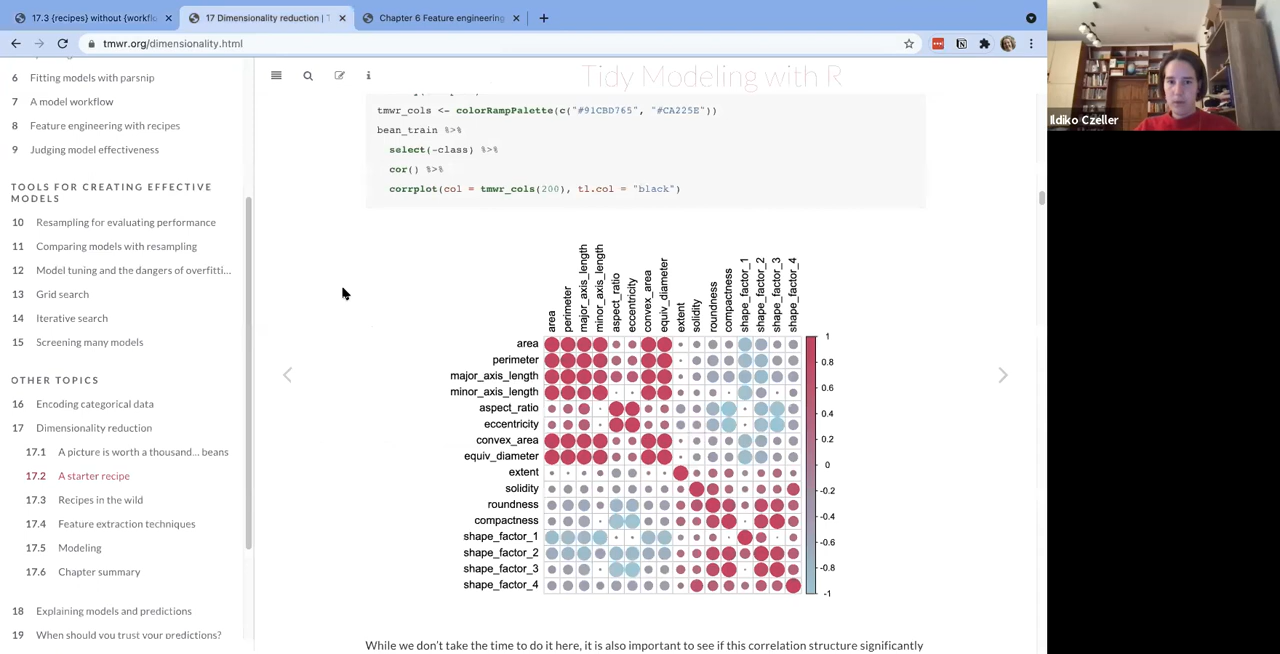 17.3 {recipes} without {workflo
17 Dimensionality reduction | T
Chapter 6 Feature engineering
tmwr.org/dimensionality.html
Tidy Modeling with R
6 Fitting models with parsnip
7 A model workflow
8 Feature engineering with recipes
9 Judging model effectiveness
TOOLS FOR CREATING EFFECTIVE
MODELS
10 Resampling for evaluating performance
11 Comparing models with resampling
12 Model tuning and the dangers of overfitti...
13 Grid search
14 Iterative search
15 Screening many models
OTHER TOPICS
16 Encoding categorical data
17 Dimensionality reduction
17.1 A picture is worth a thousand... beans
17.2 A starter recipe
17.3 Recipes in the wild
17.4 Feature extraction techniques
17.5 Modeling
17.6 Chapter summary
18 Explaining models and predictions
19 When should you trust your predictions?
tmwr_cols <- colorRampPalette(c("#91CBD765", "#CA225E"))
bean_train %>%
select(-class) %>%
cor() %>%
corrplot(col = tmwr_cols(200), tl.col = "black")
area
perimeter
major_axis_length
minor_axis_length
aspect_ratio
eccentricity
convex_area
equiv_diameter
extent
solidity
roundness
compactness
shape_factor_1
shape_factor_2
shape_factor_3
shape_factor_4
area
perimeter
major_axis_length
minor_axis_length
aspect_ratio
eccentricity
convex_area
equiv_diameter
extent
solidity
roundness
compactness
shape_factor_1
shape_factor_2
shape_factor_3
shape_factor_4
1
0.8
0.6
0.4
0.2
0
-0.2
-0.4
-0.6
-0.8
-1
While we don't take the time to do it here, it is also important to see if this correlation structure significantly
Ildiko Czeller